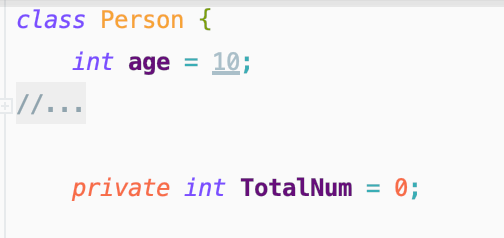 class Person {
int age = 10;
//...
private int TotalNum = 0;